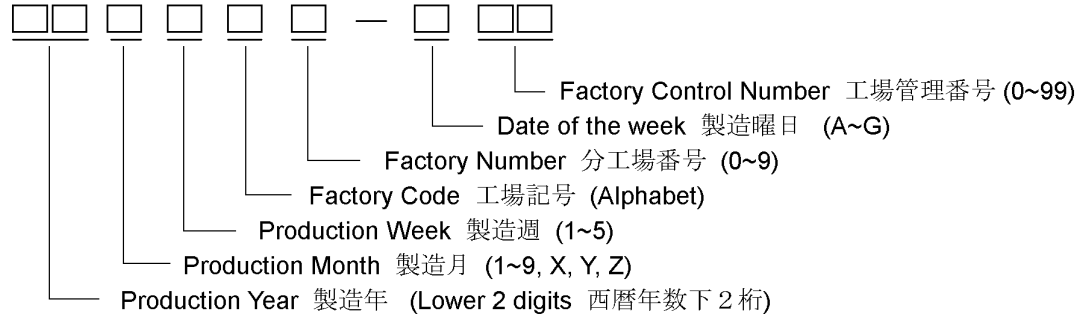 Factory Control Number 工場管理番号 (0~99)
Date of the week 製造曜日 (A~G)
Factory Number 分工場番号 (0~9)
Factory Code 工場記号 (Alphabet)
Production Week 製造週 (1~5)
Production Month 製造月 (1~9, X, Y, Z)
Production Year 製造年 (Lower 2 digits 西暦年数下２桁)